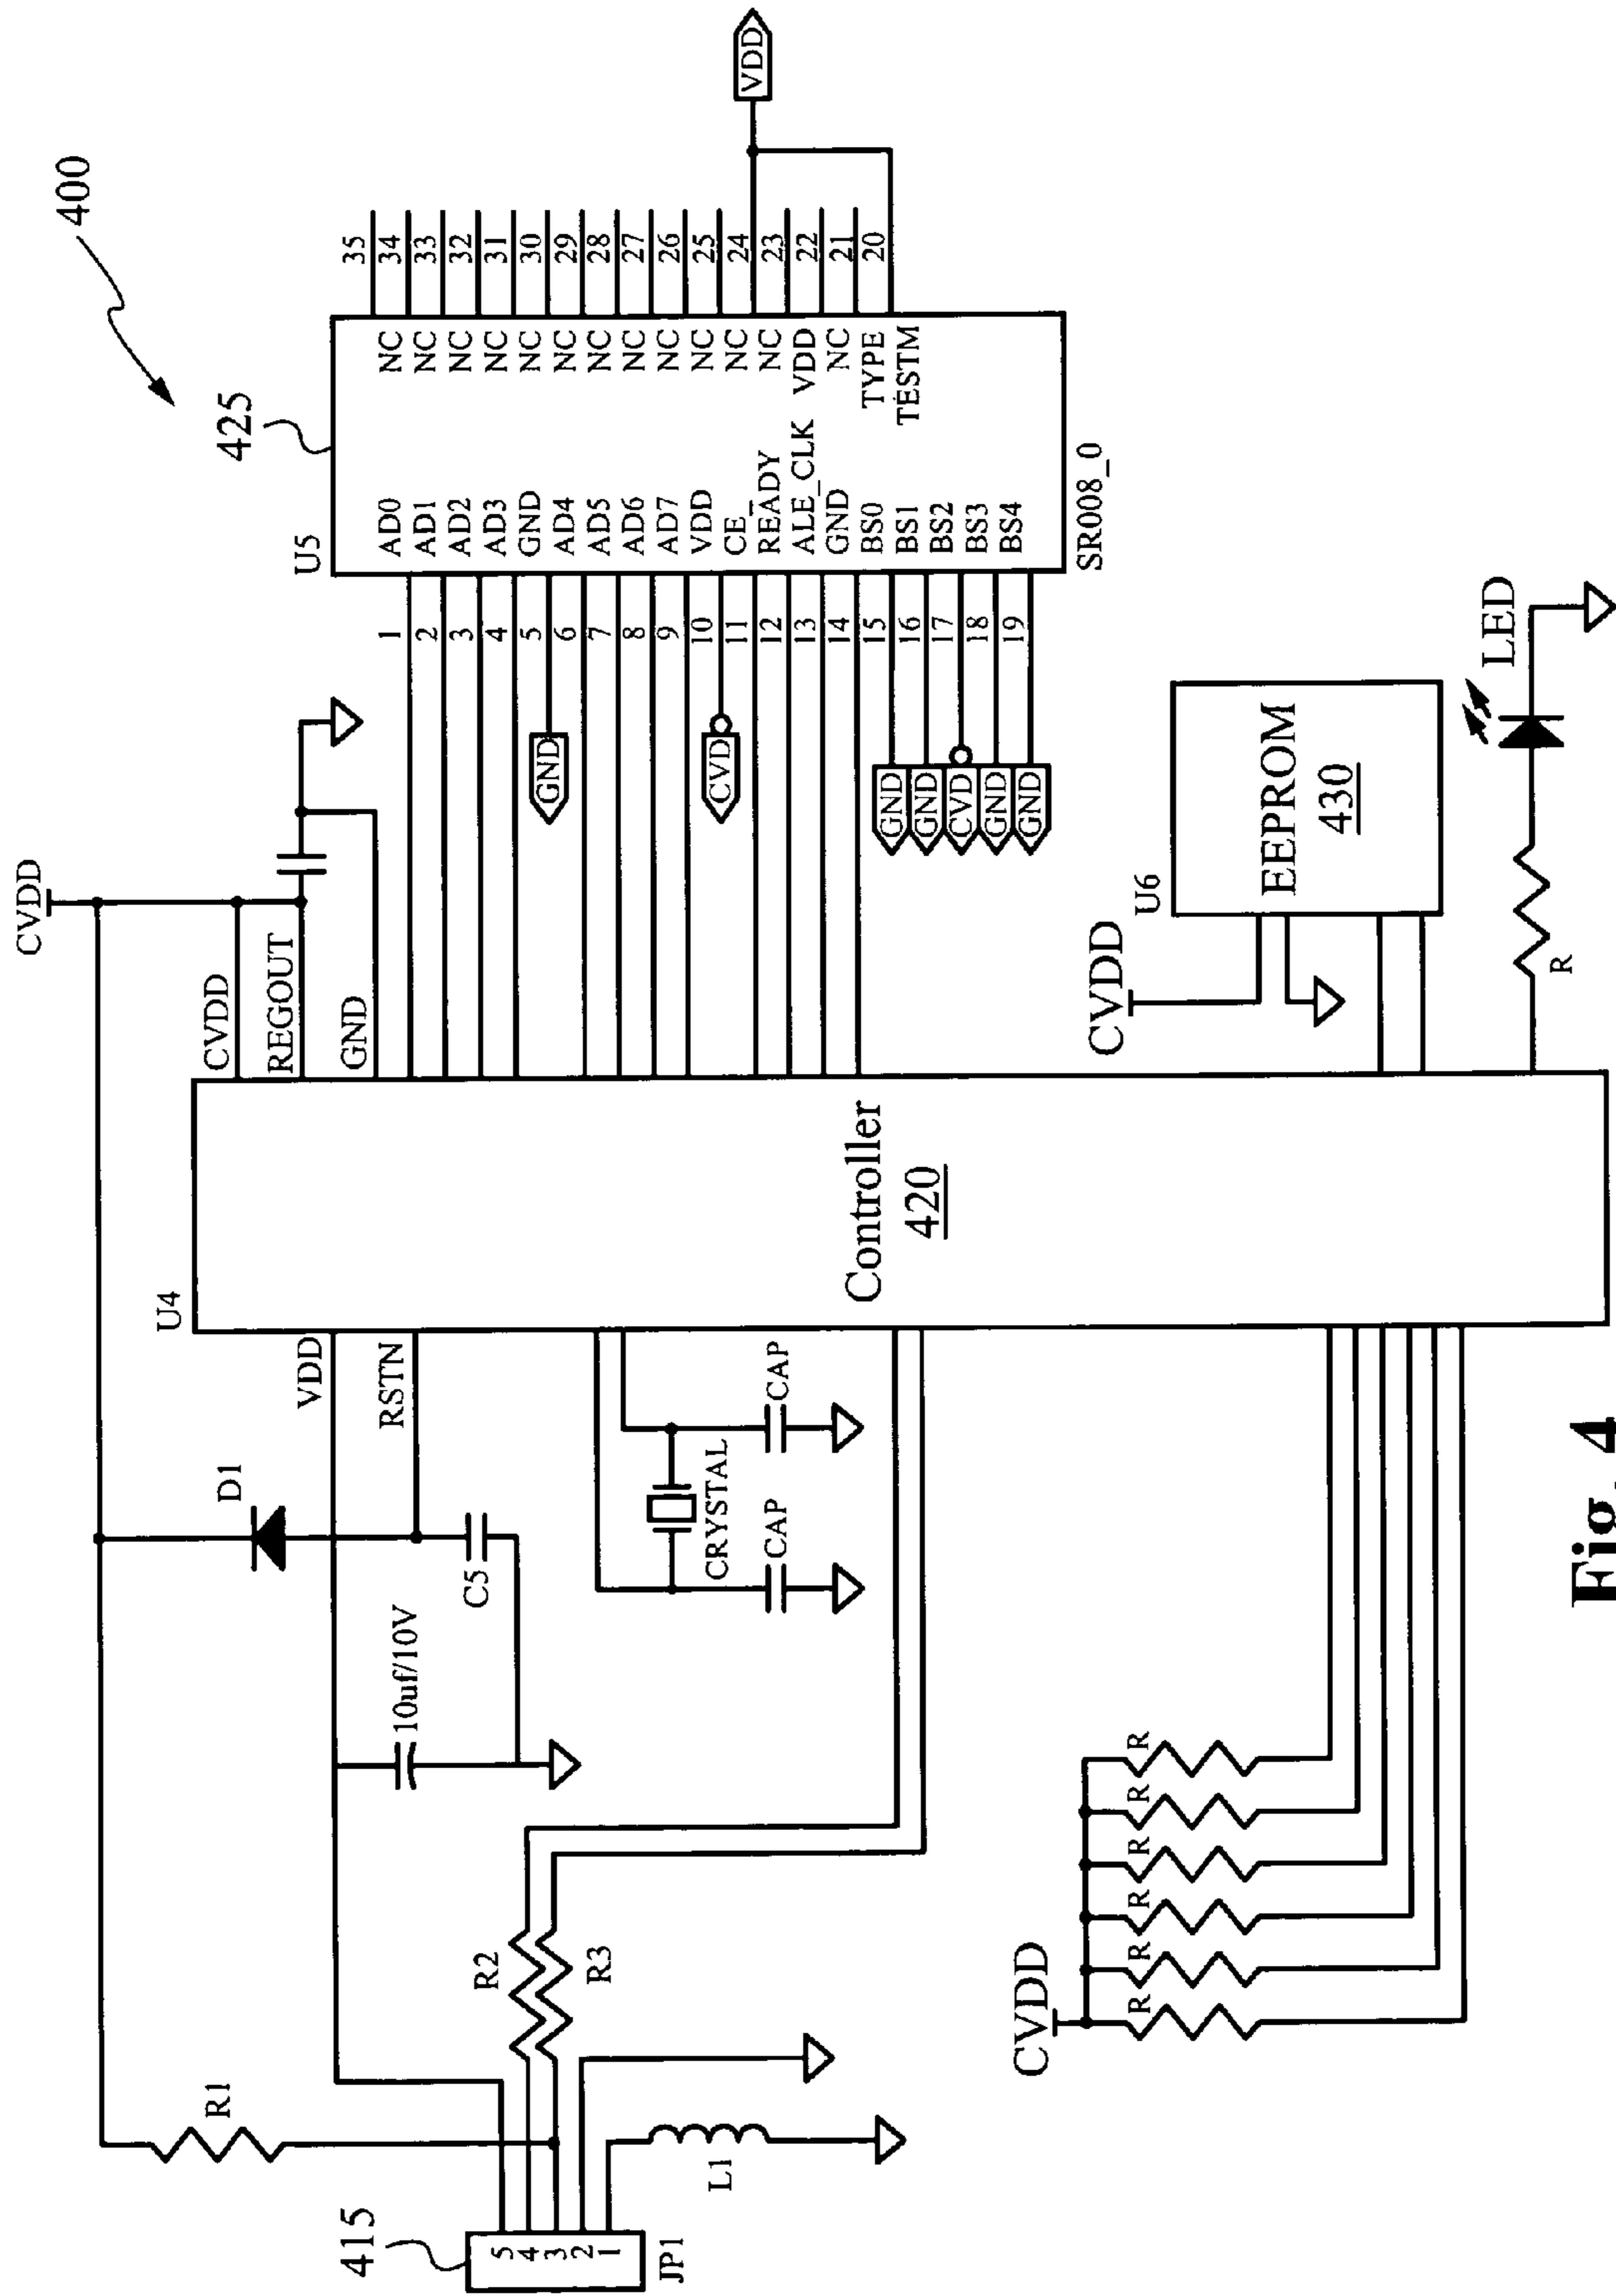 400
CVDD
415
JP1
5
4
3
2
1
R1
L1
R2
R3
10uf/10V
D1
C5
VDD
RSTN
CRYSTAL
CAP
CAP
U4
Controller
420
CVDD
REGOUT
GND
CVDD
R
R
R
R
R
R
425
U5
AD0
AD1
AD2
AD3
GND
AD4
AD5
AD6
AD7
VDD
CE
READY
ALE_CLK
GND
BS0
BS1
BS2
BS3
BS4
NC
NC
NC
NC
NC
NC
NC
NC
NC
NC
NC
NC
VDD
NC
TYPE
TESTM
SR008_0
1
2
3
4
5
6
7
8
9
10
11
12
13
14
15
16
17
18
19
35
34
33
32
31
30
29
28
27
26
25
24
23
22
21
20
GND
CVD
GND
GND
CVD
GND
GND
VDD
CVDD
U6
EEPROM
430
R
LED
Fig. 4